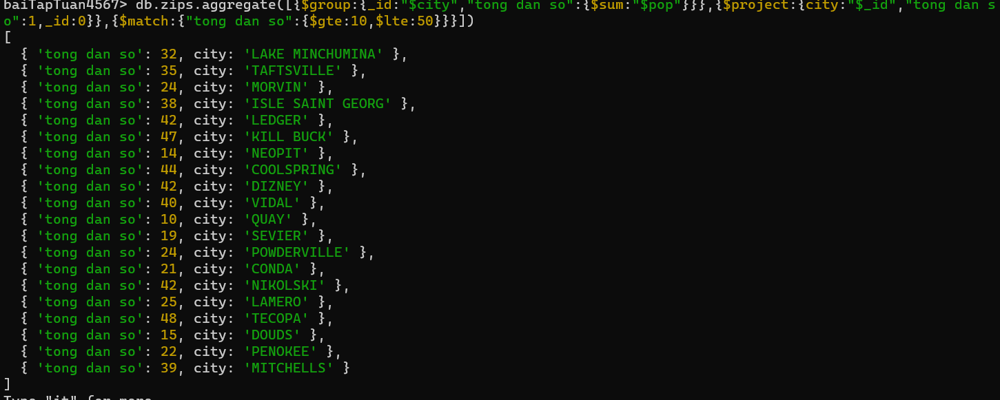 baiTapTuan4567> db.zips.aggregate([{$group:{_id:"$city","tong dan so":{$sum:"$pop"}}},{$project:{city:"$_id","tong dan s
o":1,_id:0}},{$match:{"tong dan so":{$gte:10,$lte:50}}}])
[
  { 'tong dan so': 32, city: 'LAKE MINCHUMINA' },
  { 'tong dan so': 35, city: 'TAFTSVILLE' },
  { 'tong dan so': 24, city: 'MORVIN' },
  { 'tong dan so': 38, city: 'ISLE SAINT GEORG' },
  { 'tong dan so': 42, city: 'LEDGER' },
  { 'tong dan so': 47, city: 'KILL BUCK' },
  { 'tong dan so': 14, city: 'NEOPIT' },
  { 'tong dan so': 44, city: 'COOLSPRING' },
  { 'tong dan so': 42, city: 'DIZNEY' },
  { 'tong dan so': 40, city: 'VIDAL' },
  { 'tong dan so': 10, city: 'QUAY' },
  { 'tong dan so': 19, city: 'SEVIER' },
  { 'tong dan so': 24, city: 'POWDERVILLE' },
  { 'tong dan so': 21, city: 'CONDA' },
  { 'tong dan so': 42, city: 'NIKOLSKI' },
  { 'tong dan so': 25, city: 'LAMERO' },
  { 'tong dan so': 48, city: 'TECOPA' },
  { 'tong dan so': 15, city: 'DOUDS' },
  { 'tong dan so': 22, city: 'PENOKEE' },
  { 'tong dan so': 39, city: 'MITCHELLS' }
]
Type "it" for more